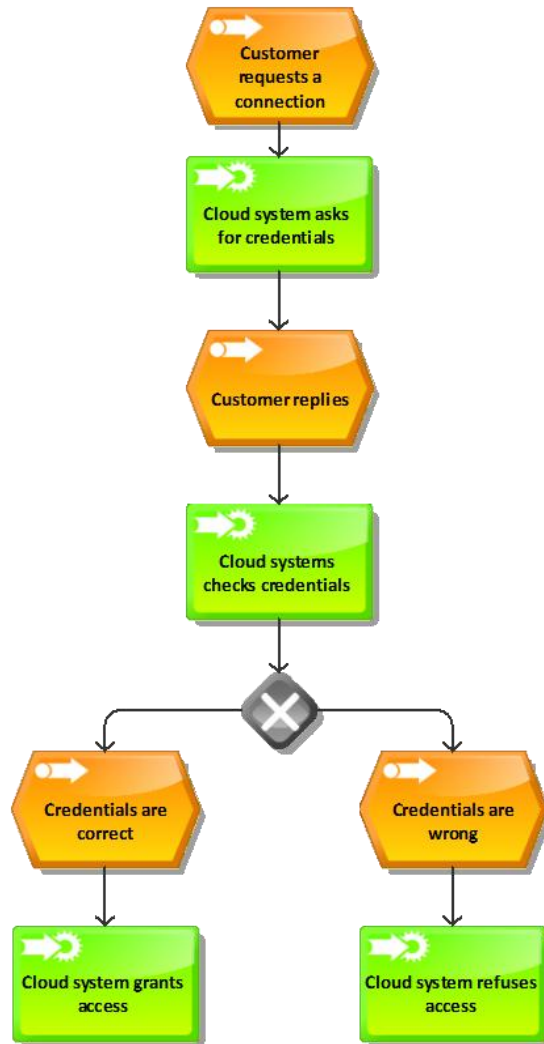 Customer
requests a
connection
Cloud system asks
for credentials
Customer replies
Cloud systems
checks credentials
Credentials are
correct
Credentials are
wrong
Cloud system grants
access
Cloud system refuses
access